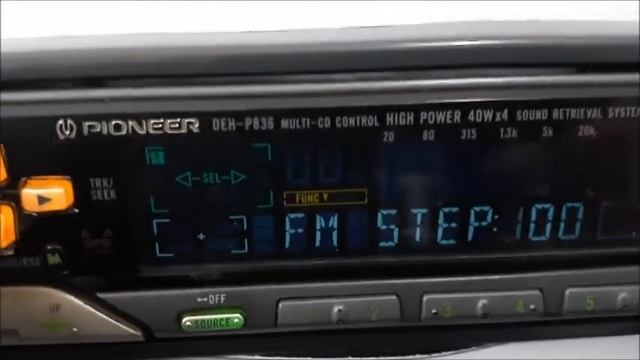 PIONEER DEH-P836 MULTI-CD CONTROL HIGH POWER 40W×4 SOUND RETRIEVAL SYSTE
20 80 315 1.3k 5k 20k
TRK/
SEEK
◁-SEL-▷
FUNC
FM STEP:100
OFF
UP
SOURCE
1 2 3 4 5